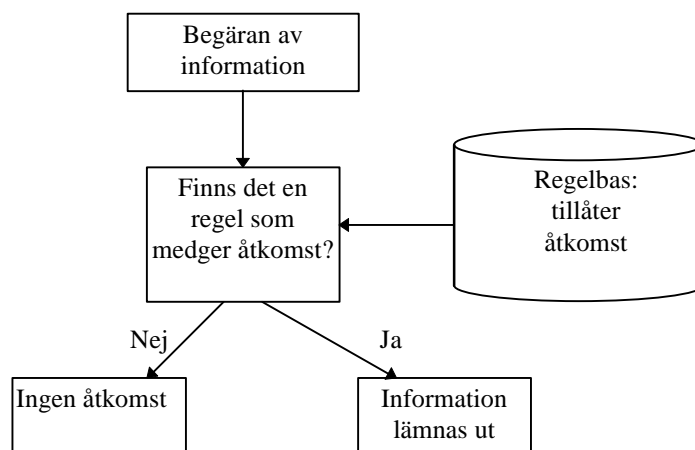 Begäran av
information
Finns det en
regel som
medger åtkomst?
Regelbas:
tillåter
åtkomst
Nej
Ja
Ingen åtkomst
Information
lämnas ut